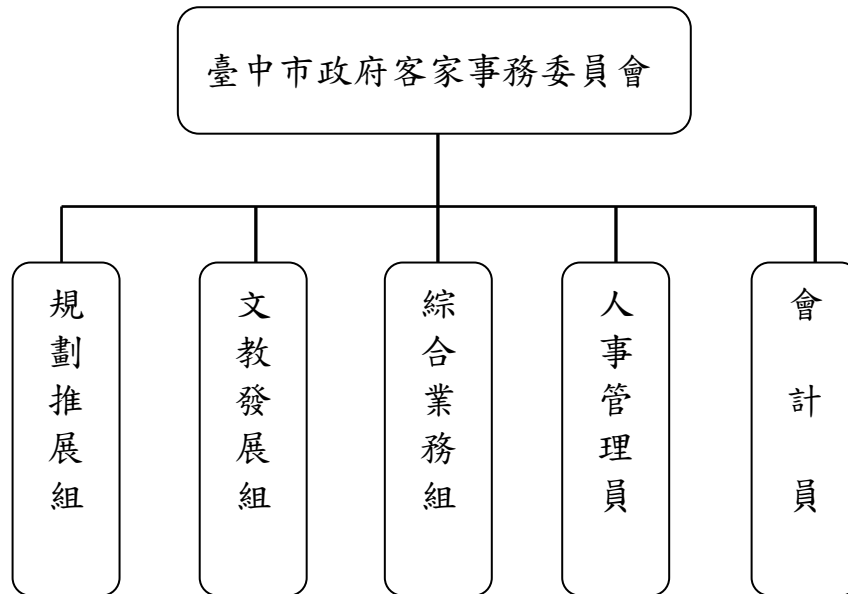 臺中市政府客家事務委員會
規劃推展組
文教發展組
綜合業務組
人事管理員
會計員